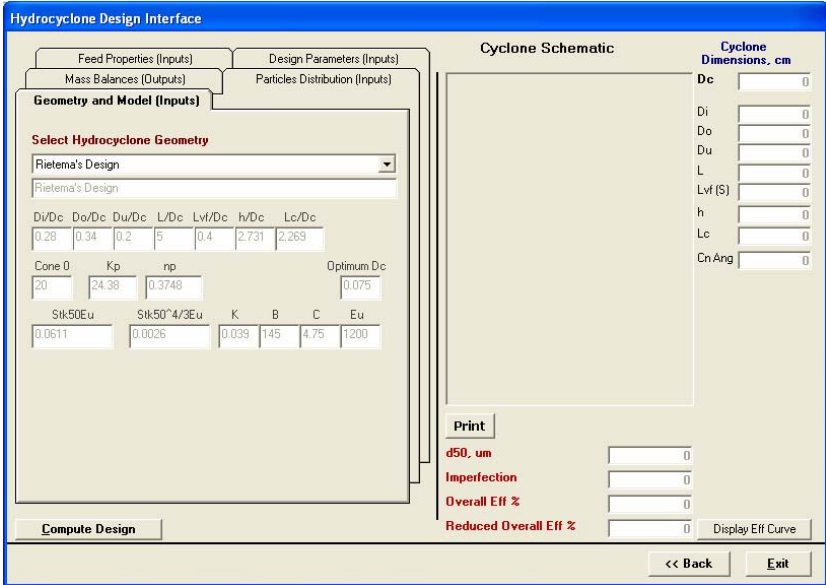 Hydrocyclone Design Interface
Feed Properties (Inputs)
Design Parameters (Inputs)
Mass Balances (Outputs)
Particles Distribution (Inputs)
Geometry and Model (Inputs)
Select Hydrocyclone Geometry
Rietema's Design
Rietema's Design
Di/Dc Do/Dc Du/Dc L/Dc Lvf/Dc h/Dc Lc/Dc
0.28 0.34 0.2 5 0.4 2.731 2.269
Cone 0 Kp np Optimum Dc
20 24.38 0.3748 0.075
Stk50Eu Stk50^4/3Eu K B C Eu
0.0611 0.0026 0.039 145 4.75 1200
Compute Design
Cyclone Schematic
Print
d50, um 0
Imperfection 0
Overall Eff % 0
Reduced Overall Eff % 0
Cyclone
Dimensions, cm
Dc 0
Di 0
Do 0
Du 0
L 0
Lvf (S) 0
h 0
Lc 0
Cn Ang 0
Display Eff Curve
<< Back
Exit